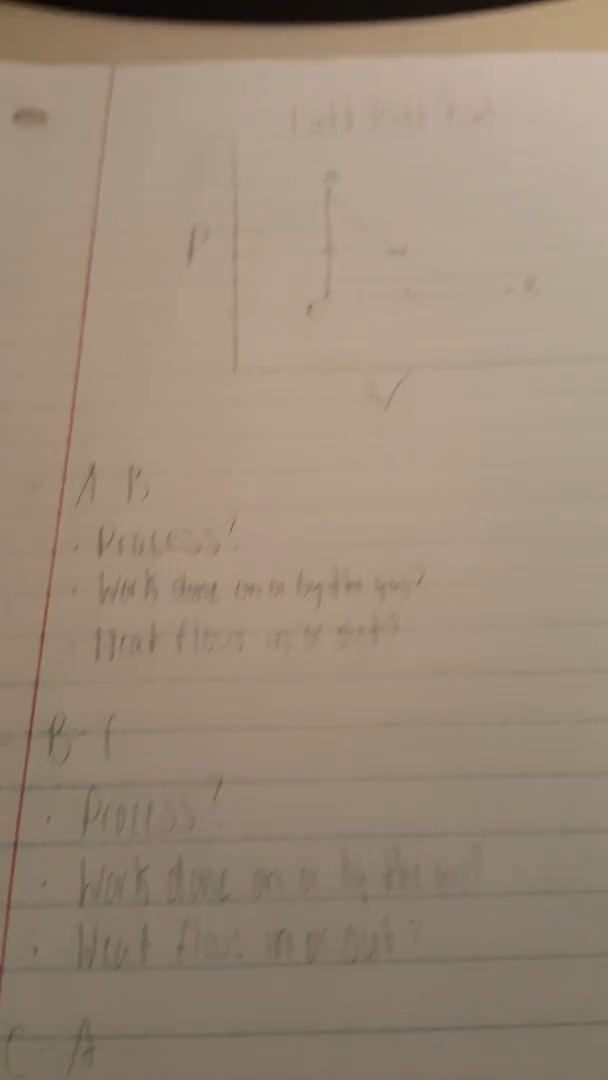 P
V
A B
· Process?
· Work done on or by the gas?
· Heat flows in or out?
B-C
· Process?
· Work done on or by the gas?
· Heat flows in or out?
C-A